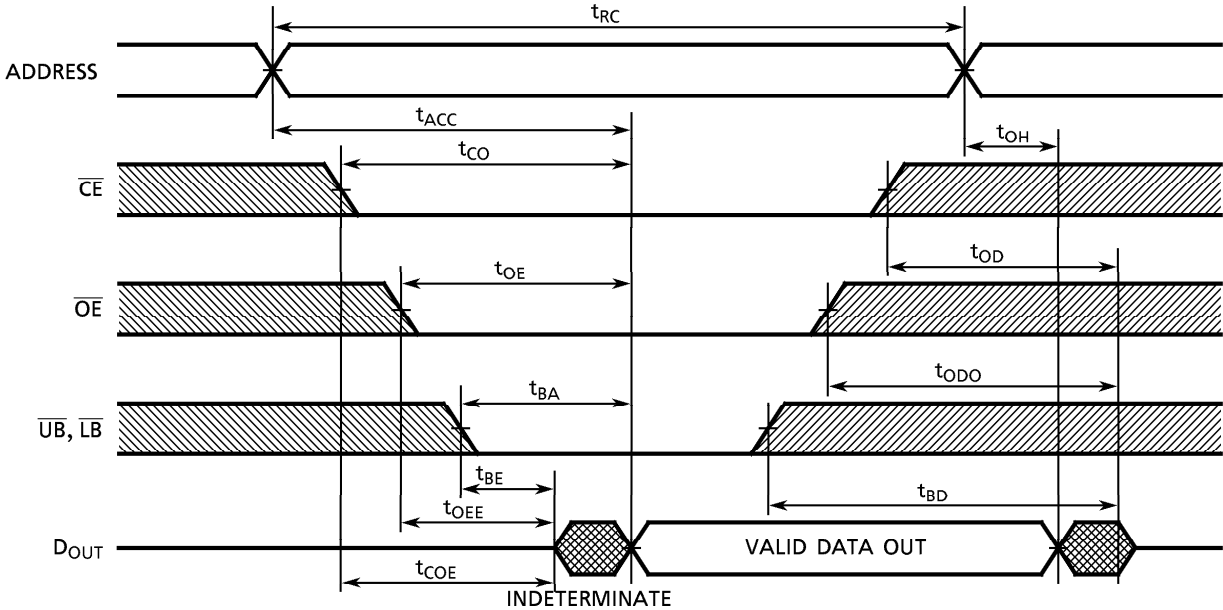 tRC
ADDRESS
tACC
tOH
tCO
CE
tOD
tOE
OE
tODO
tBA
UB, LB
tBE
tBD
tOEE
DOUT
VALID DATA OUT
tCOE
INDETERMINATE